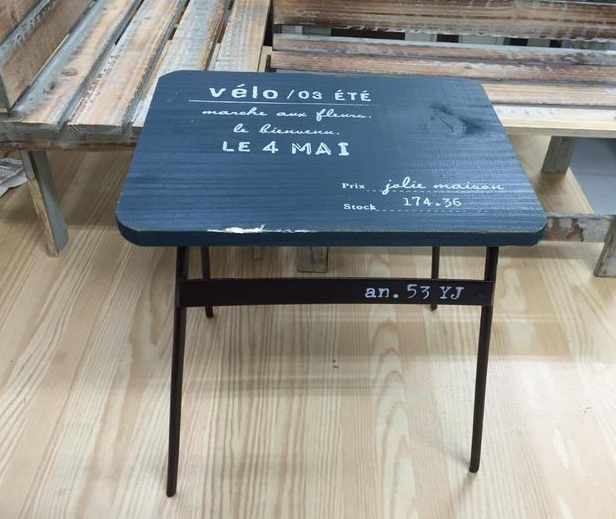 vélo / 03 ÉTÉ
marche aux fleurs.
le bienvenu.
LE 4 MAI
Prix jolie maison
Stock 174.36
an. 53 YJ